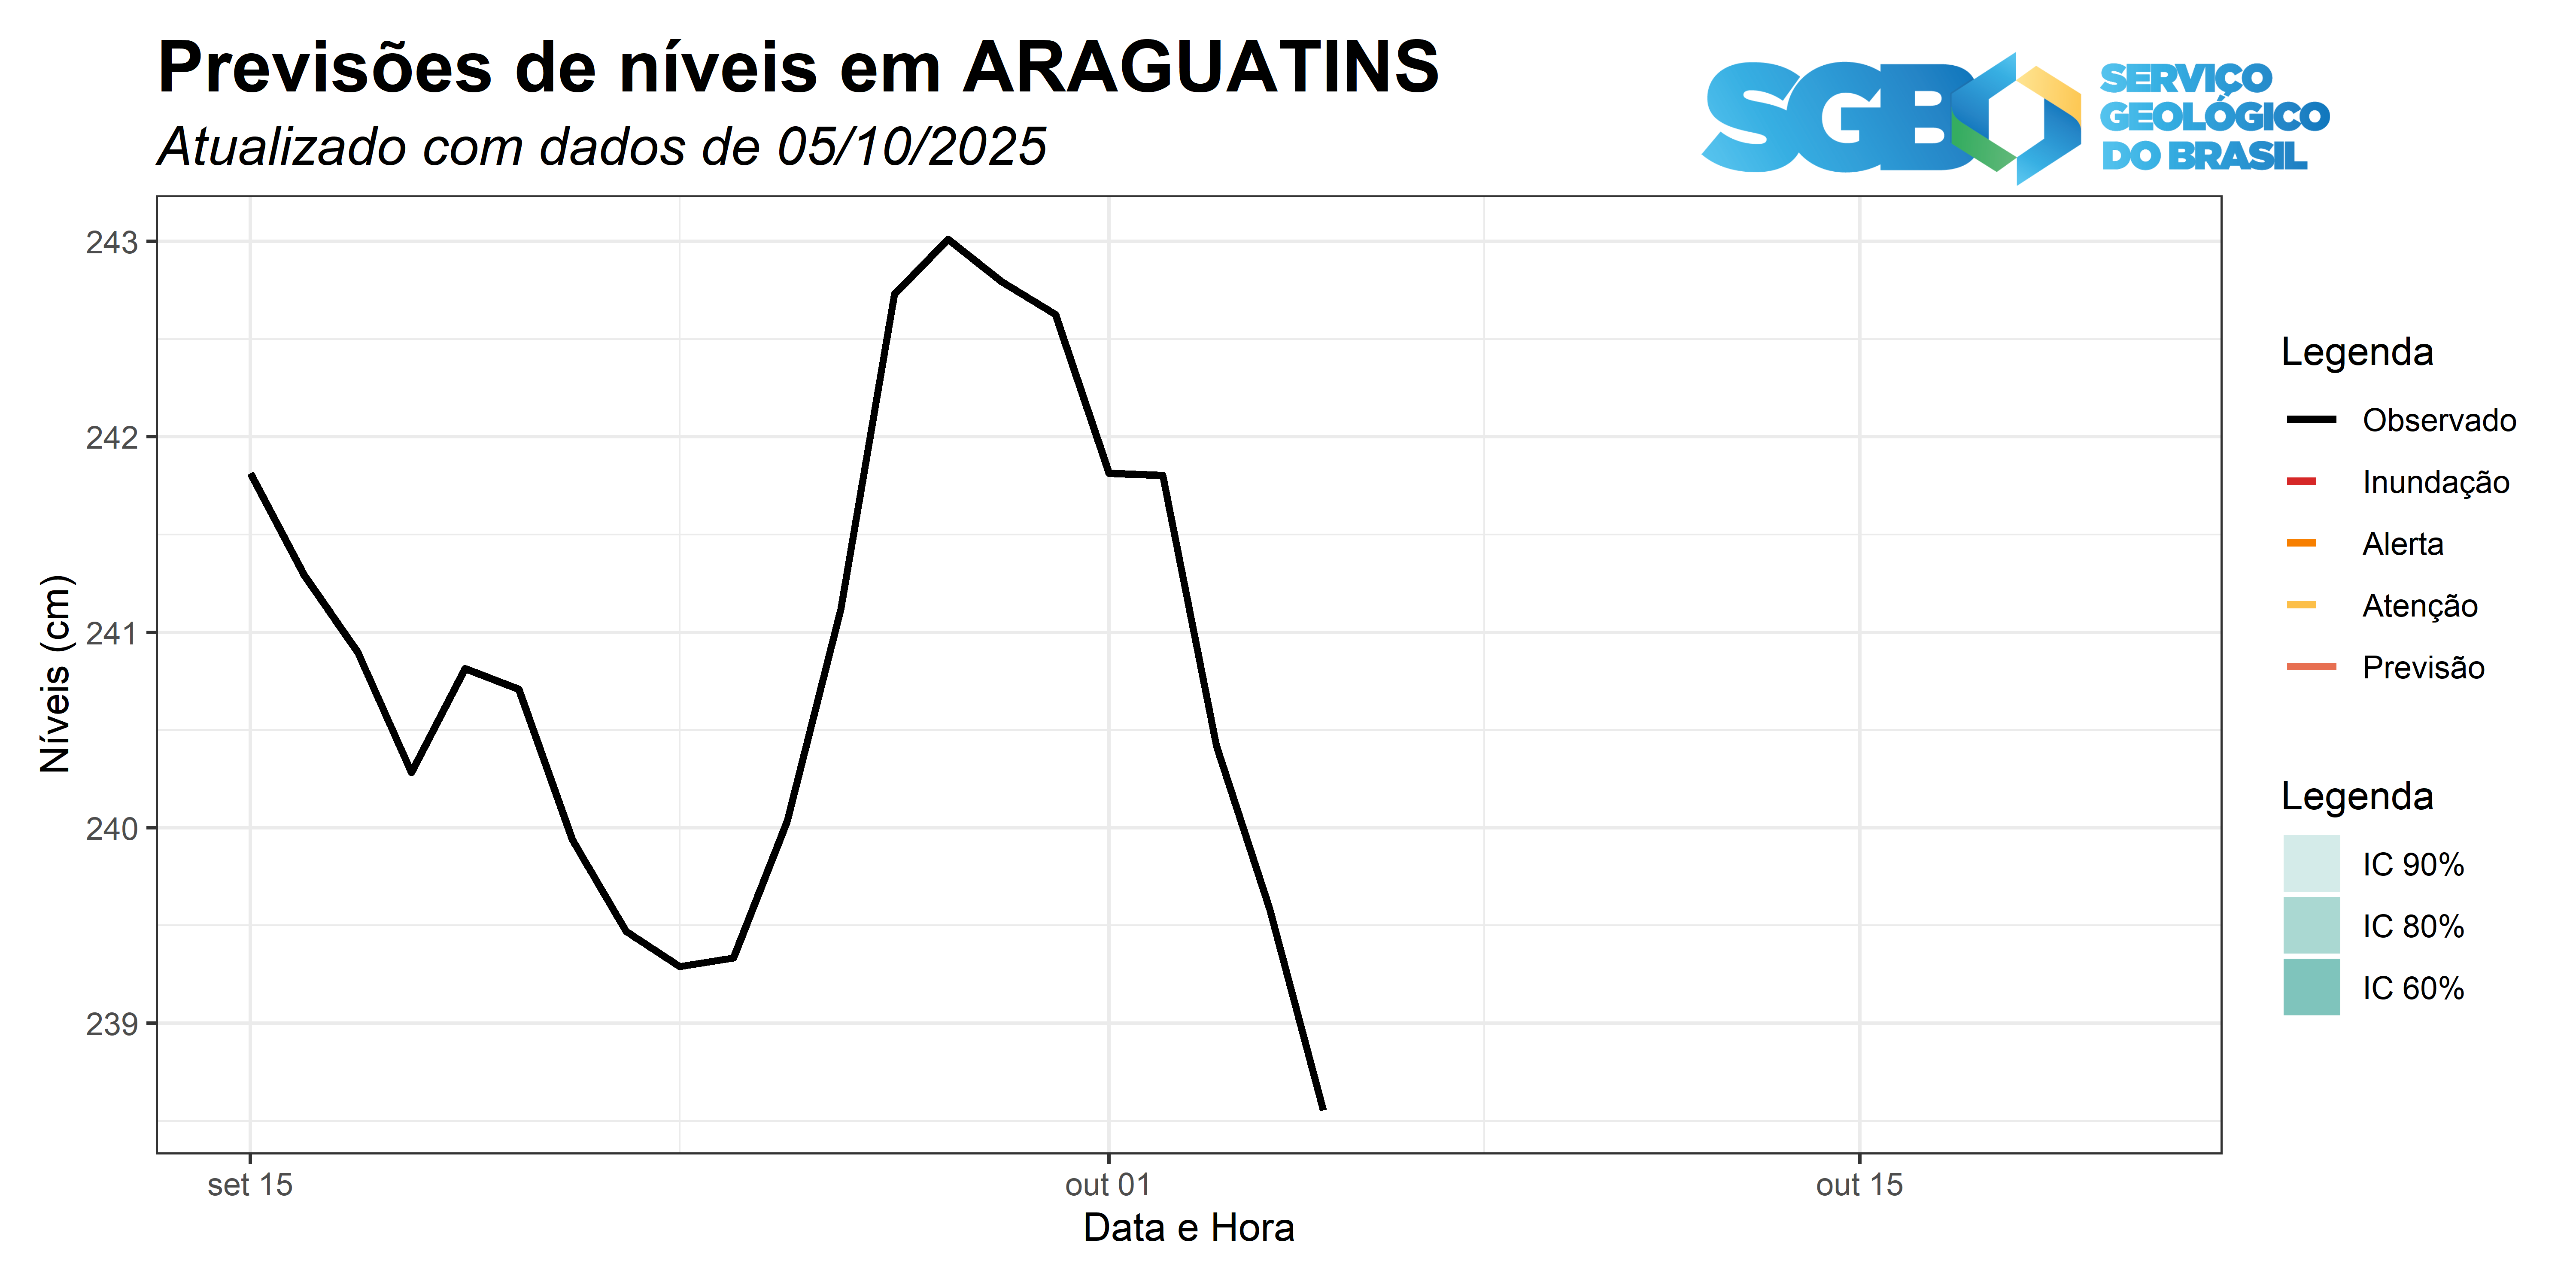 Previsões de níveis em ARAGUATINS
Atualizado com dados de 05/10/2025
SGB
SERVIÇO
GEOLÓGICO
DO BRASIL
243
242
241
240
239
Níveis (cm)
set 15
out 01
out 15
Data e Hora
Legenda
Observado
Inundação
Alerta
Atenção
Previsão
Legenda
IC 90%
IC 80%
IC 60%